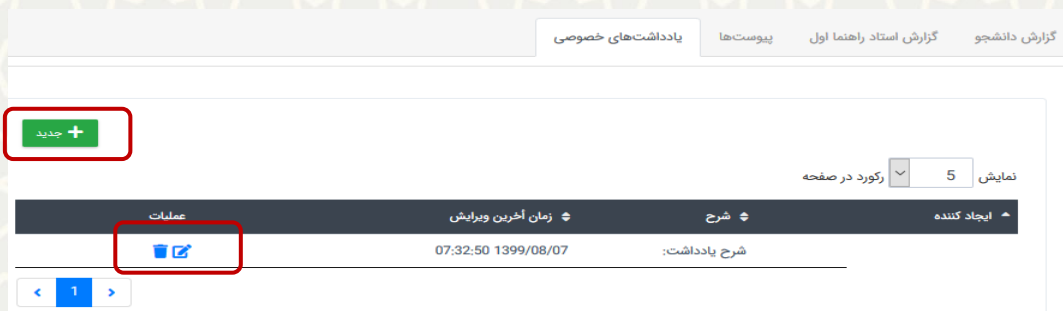 گزارش دانشجو گزارش استاد راهنما اول پیوست‌ها یادداشت‌های خصوصی
جدید
نمایش 5 رکورد در صفحه
ایجاد کننده شرح زمان آخرین ویرایش عملیات
شرح یادداشت: 1399/08/07 07:32:50
1